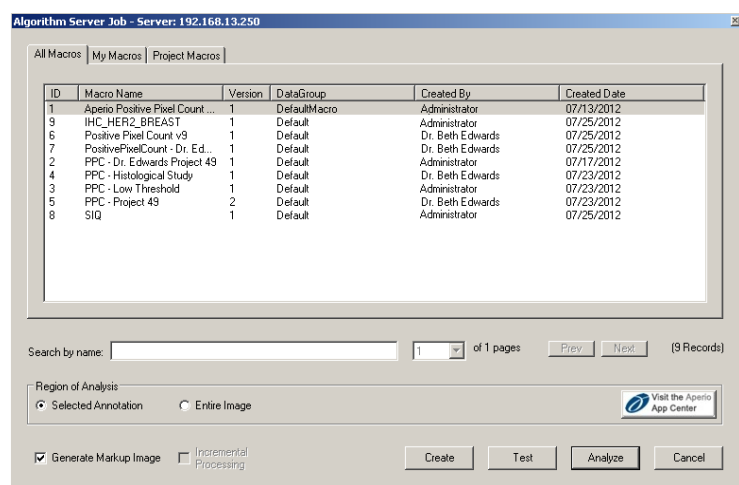 Algorithm Server Job - Server: 192.168.13.250
All Macros My Macros Project Macros
ID Macro Name Version DataGroup Created By Created Date
1 Aperio Positive Pixel Count ... 1 DefaultMacro Administrator 07/13/2012
9 IHC_HER2_BREAST 1 Default Administrator 07/25/2012
6 Positive Pixel Count v9 1 Default Dr. Beth Edwards 07/25/2012
7 PositivePixelCount - Dr. Ed... 1 Default Dr. Beth Edwards 07/25/2012
2 PPC - Dr. Edwards Project 49 1 Default Administrator 07/17/2012
4 PPC - Histological Study 1 Default Dr. Beth Edwards 07/23/2012
3 PPC - Low Threshold 1 Default Administrator 07/23/2012
5 PPC - Project 49 2 Default Dr. Beth Edwards 07/23/2012
8 SIQ 1 Default Administrator 07/25/2012
Search by name: 1 of 1 pages Prev Next (9 Records)
Region of Analysis
Selected Annotation Entire Image
Visit the Aperio
App Center
Generate Markup Image Incremental
Processing
Create Test Analyze Cancel